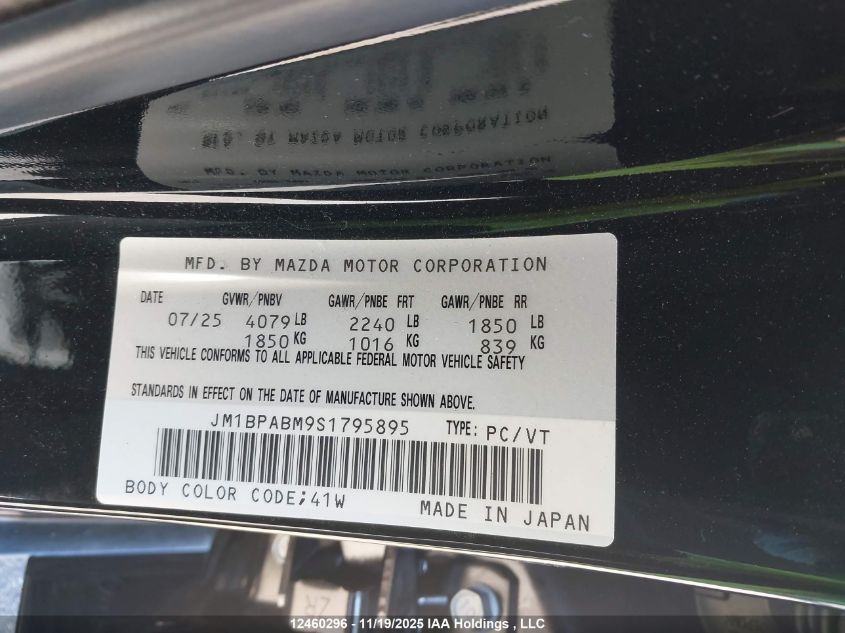 MFD. BY MAZDA MOTOR CORPORATION
DATE GVWR/PNBV GAWR/PNBE FRT GAWR/PNBE RR
07/25 4079 LB 2240 LB 1850 LB
1850 KG 1016 KG 839 KG
THIS VEHICLE CONFORMS TO ALL APPLICABLE FEDERAL MOTOR VEHICLE SAFETY
STANDARDS IN EFFECT ON THE DATE OF MANUFACTURE SHOWN ABOVE.
JM1BPABM9S1795895 TYPE: PC/VT
BODY COLOR CODE;41W
MADE IN JAPAN
12460296 - 11/19/2025 IAA Holdings , LLC